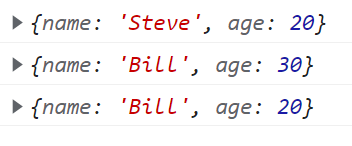 {name: 'Steve', age: 20}
{name: 'Bill', age: 30}
{name: 'Bill', age: 20}